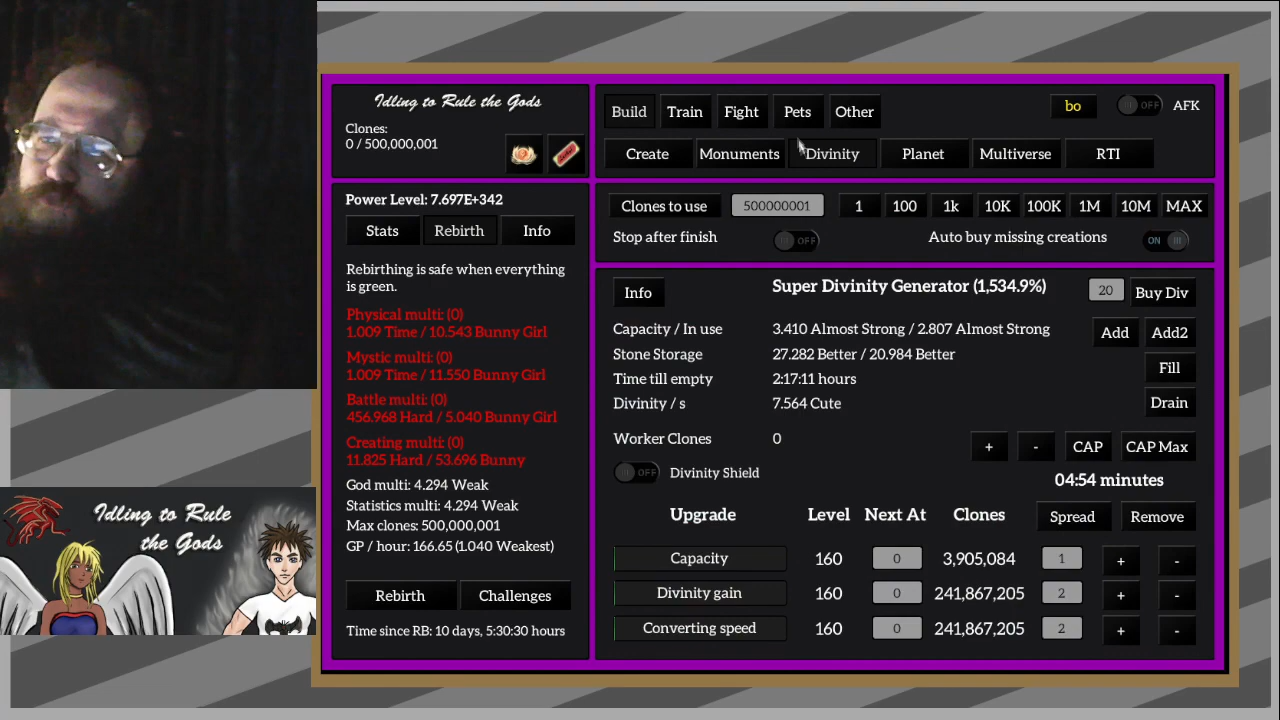 Idling to Rule the Gods
Clones:
0 / 500,000,001
Build Train Fight Pets Other
bo OFF AFK
Create Monuments Divinity Planet Multiverse RTI
Power Level: 7.697E+342
Stats Rebirth Info
Rebirthing is safe when everything
is green.
Physical multi: (0)
1.009 Time / 10.543 Bunny Girl
Mystic multi: (0)
1.009 Time / 11.550 Bunny Girl
Battle multi: (0)
456.968 Hard / 5.040 Bunny Girl
Creating multi: (0)
11.825 Hard / 53.696 Bunny
God multi: 4.294 Weak
Statistics multi: 4.294 Weak
Max clones: 500,000,001
GP / hour: 166.65 (1.040 Weakest)
Rebirth Challenges
Time since RB: 10 days, 5:30:30 hours
Clones to use 500000001 1 100 1k 10K 100K 1M 10M MAX
Stop after finish OFF Auto buy missing creations ON
Info Super Divinity Generator (1,534.9%) 20 Buy Div
Capacity / In use 3.410 Almost Strong / 2.807 Almost Strong Add Add2
Stone Storage 27.282 Better / 20.984 Better
Fill
Time till empty 2:17:11 hours
Divinity / s 7.564 Cute Drain
Worker Clones 0 + - CAP CAP Max
OFF Divinity Shield
04:54 minutes
Upgrade Level Next At Clones Spread Remove
Capacity 160 0 3,905,084 1 + -
Divinity gain 160 0 241,867,205 2 + -
Converting speed 160 0 241,867,205 2 + -
Idling to Rule
the Gods